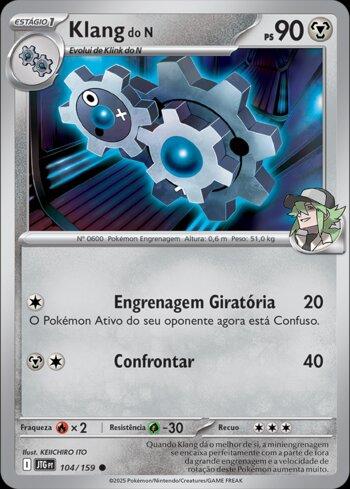 ESTÁGIO 1
Klang do N
PS 90
Evolui de Klink do N
Nº 0600 Pokémon Engrenagem Altura: 0,6 m Peso: 51,0 kg
Engrenagem Giratória 20
O Pokémon Ativo do seu oponente agora está Confuso.
Confrontar 40
Fraqueza × 2 Resistência -30 Recuo
Ilust. KEIICHIRO ITO
D JTG PT 104/159
Quando Klang dá o melhor de si, a miniengrenagem
se encaixa perfeitamente com a parte de fora
da grande engrenagem e a velocidade de
rotação deste Pokémon aumenta muito.
©2025 Pokémon/Nintendo/Creatures/GAME FREAK